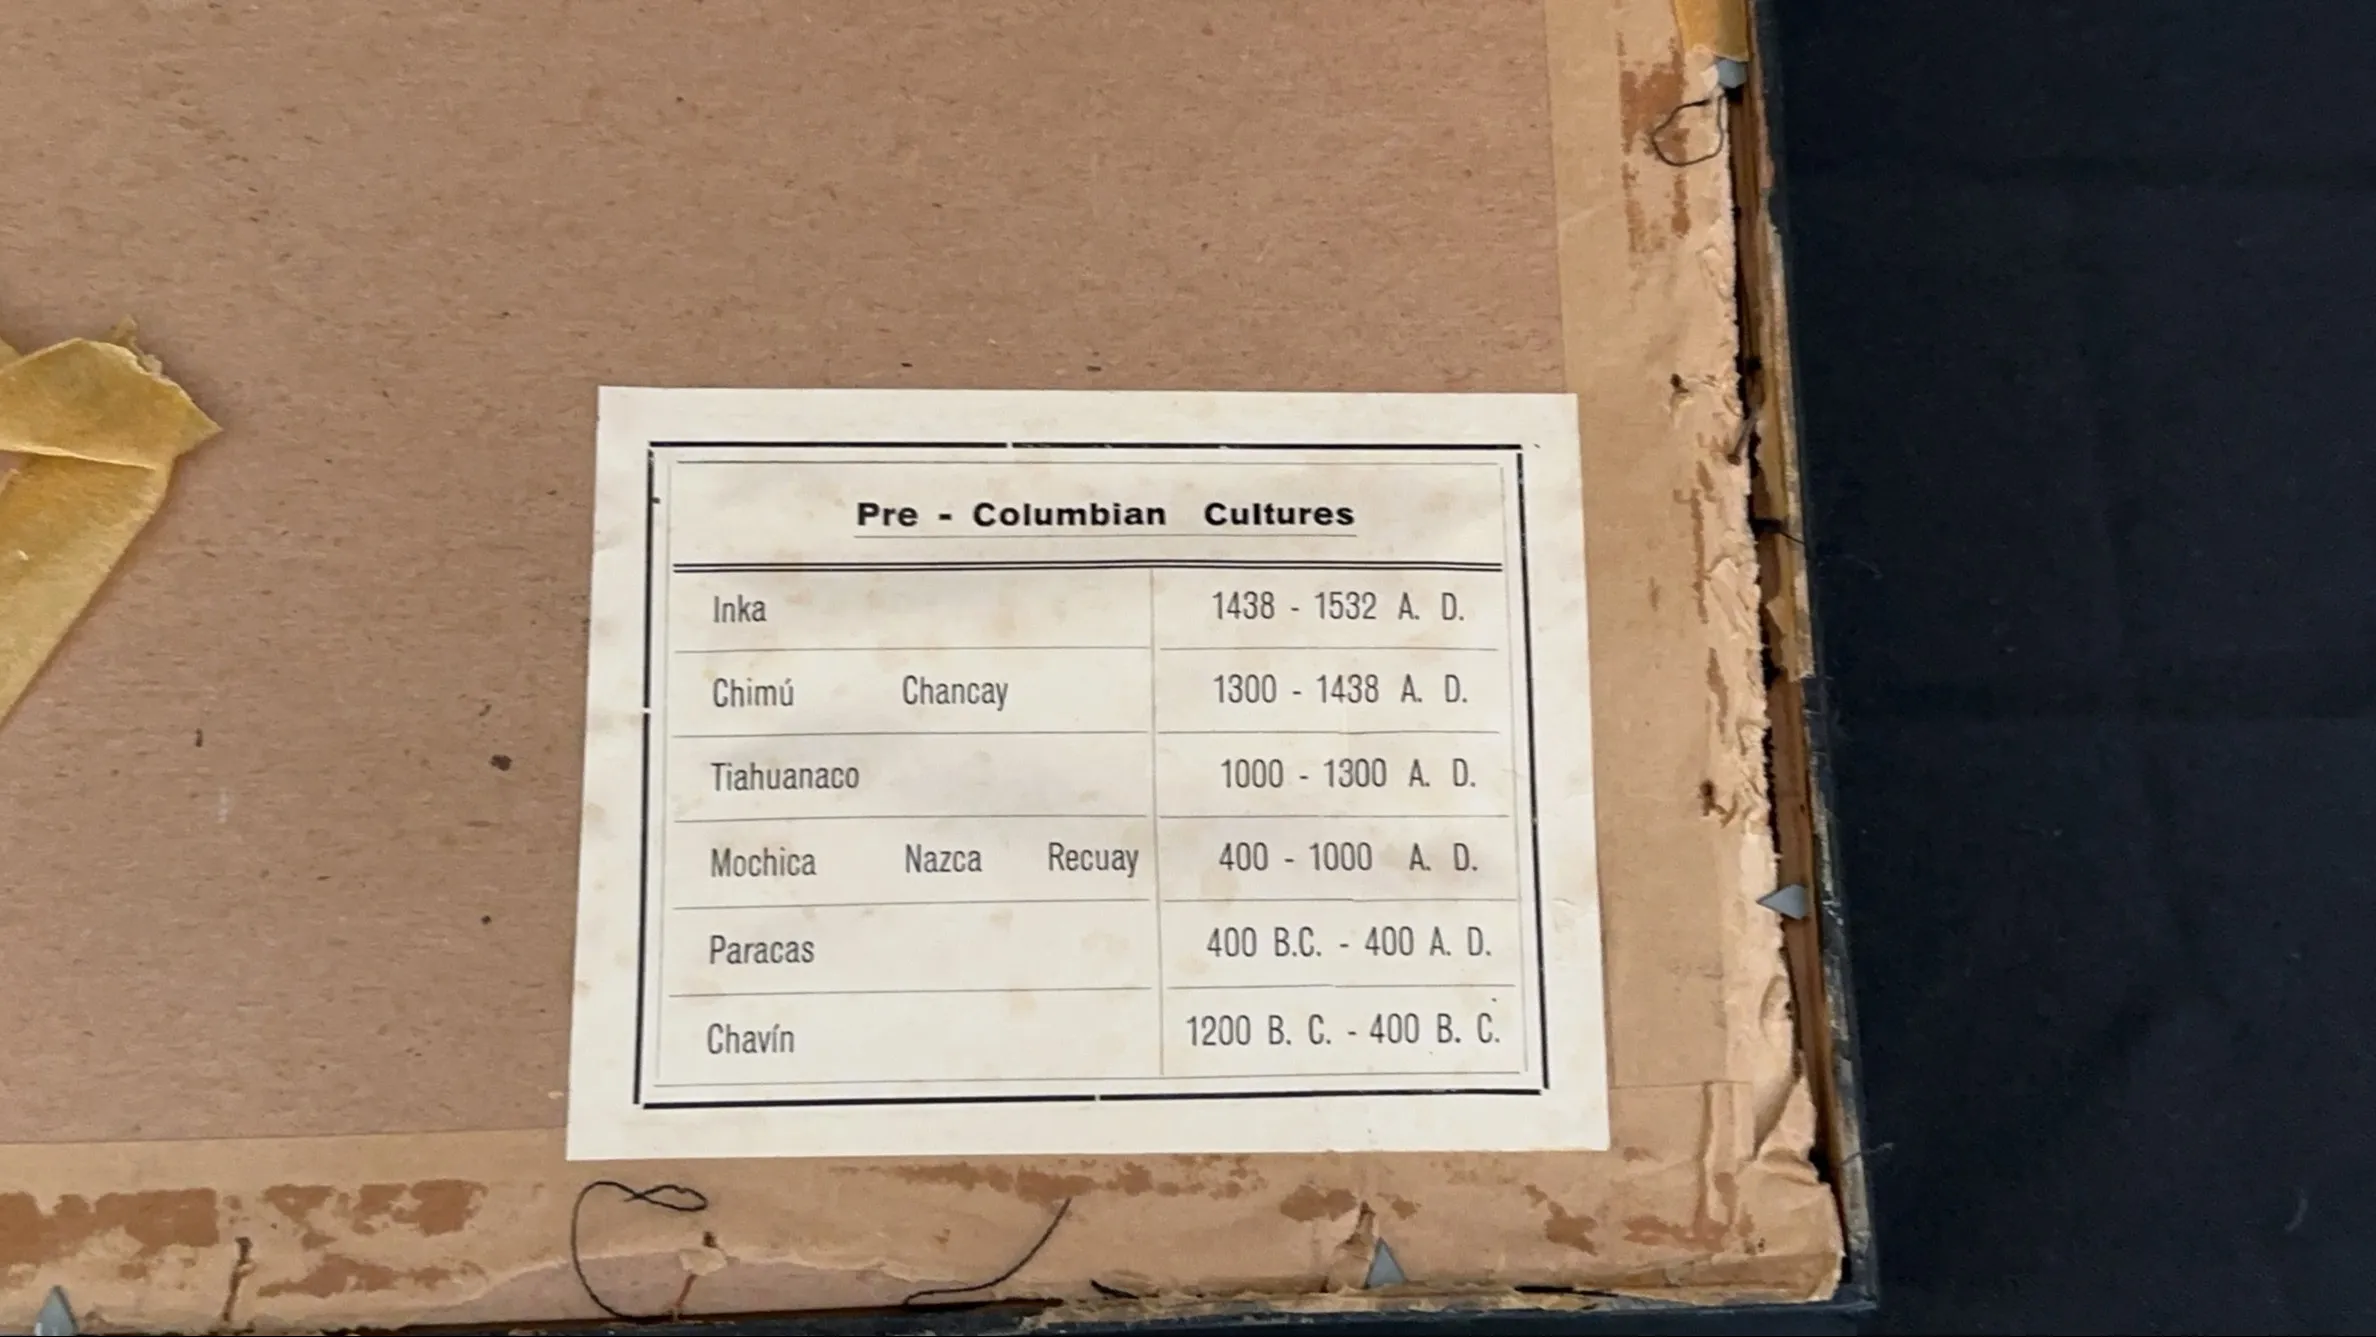 Pre - Columbian Cultures
Inka 1438 - 1532 A. D.
Chimú Chancay 1300 - 1438 A. D.
Tiahuanaco 1000 - 1300 A. D.
Mochica Nazca Recuay 400 - 1000 A. D.
Paracas 400 B.C. - 400 A. D.
Chavín 1200 B. C. - 400 B. C.